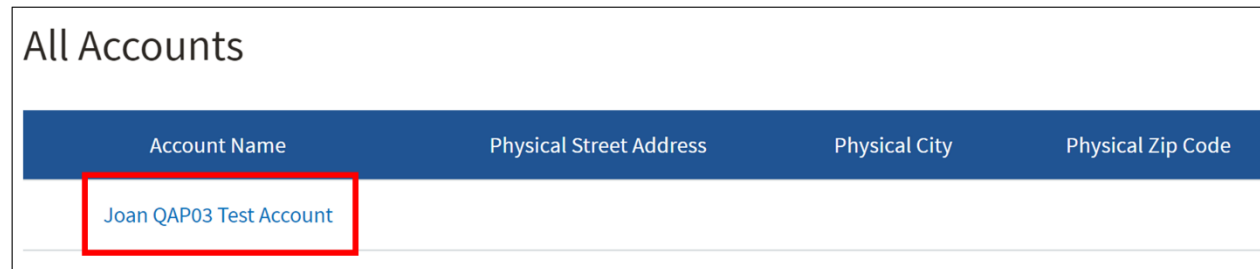 All Accounts
Account Name Physical Street Address Physical City Physical Zip Code
Joan QAP03 Test Account